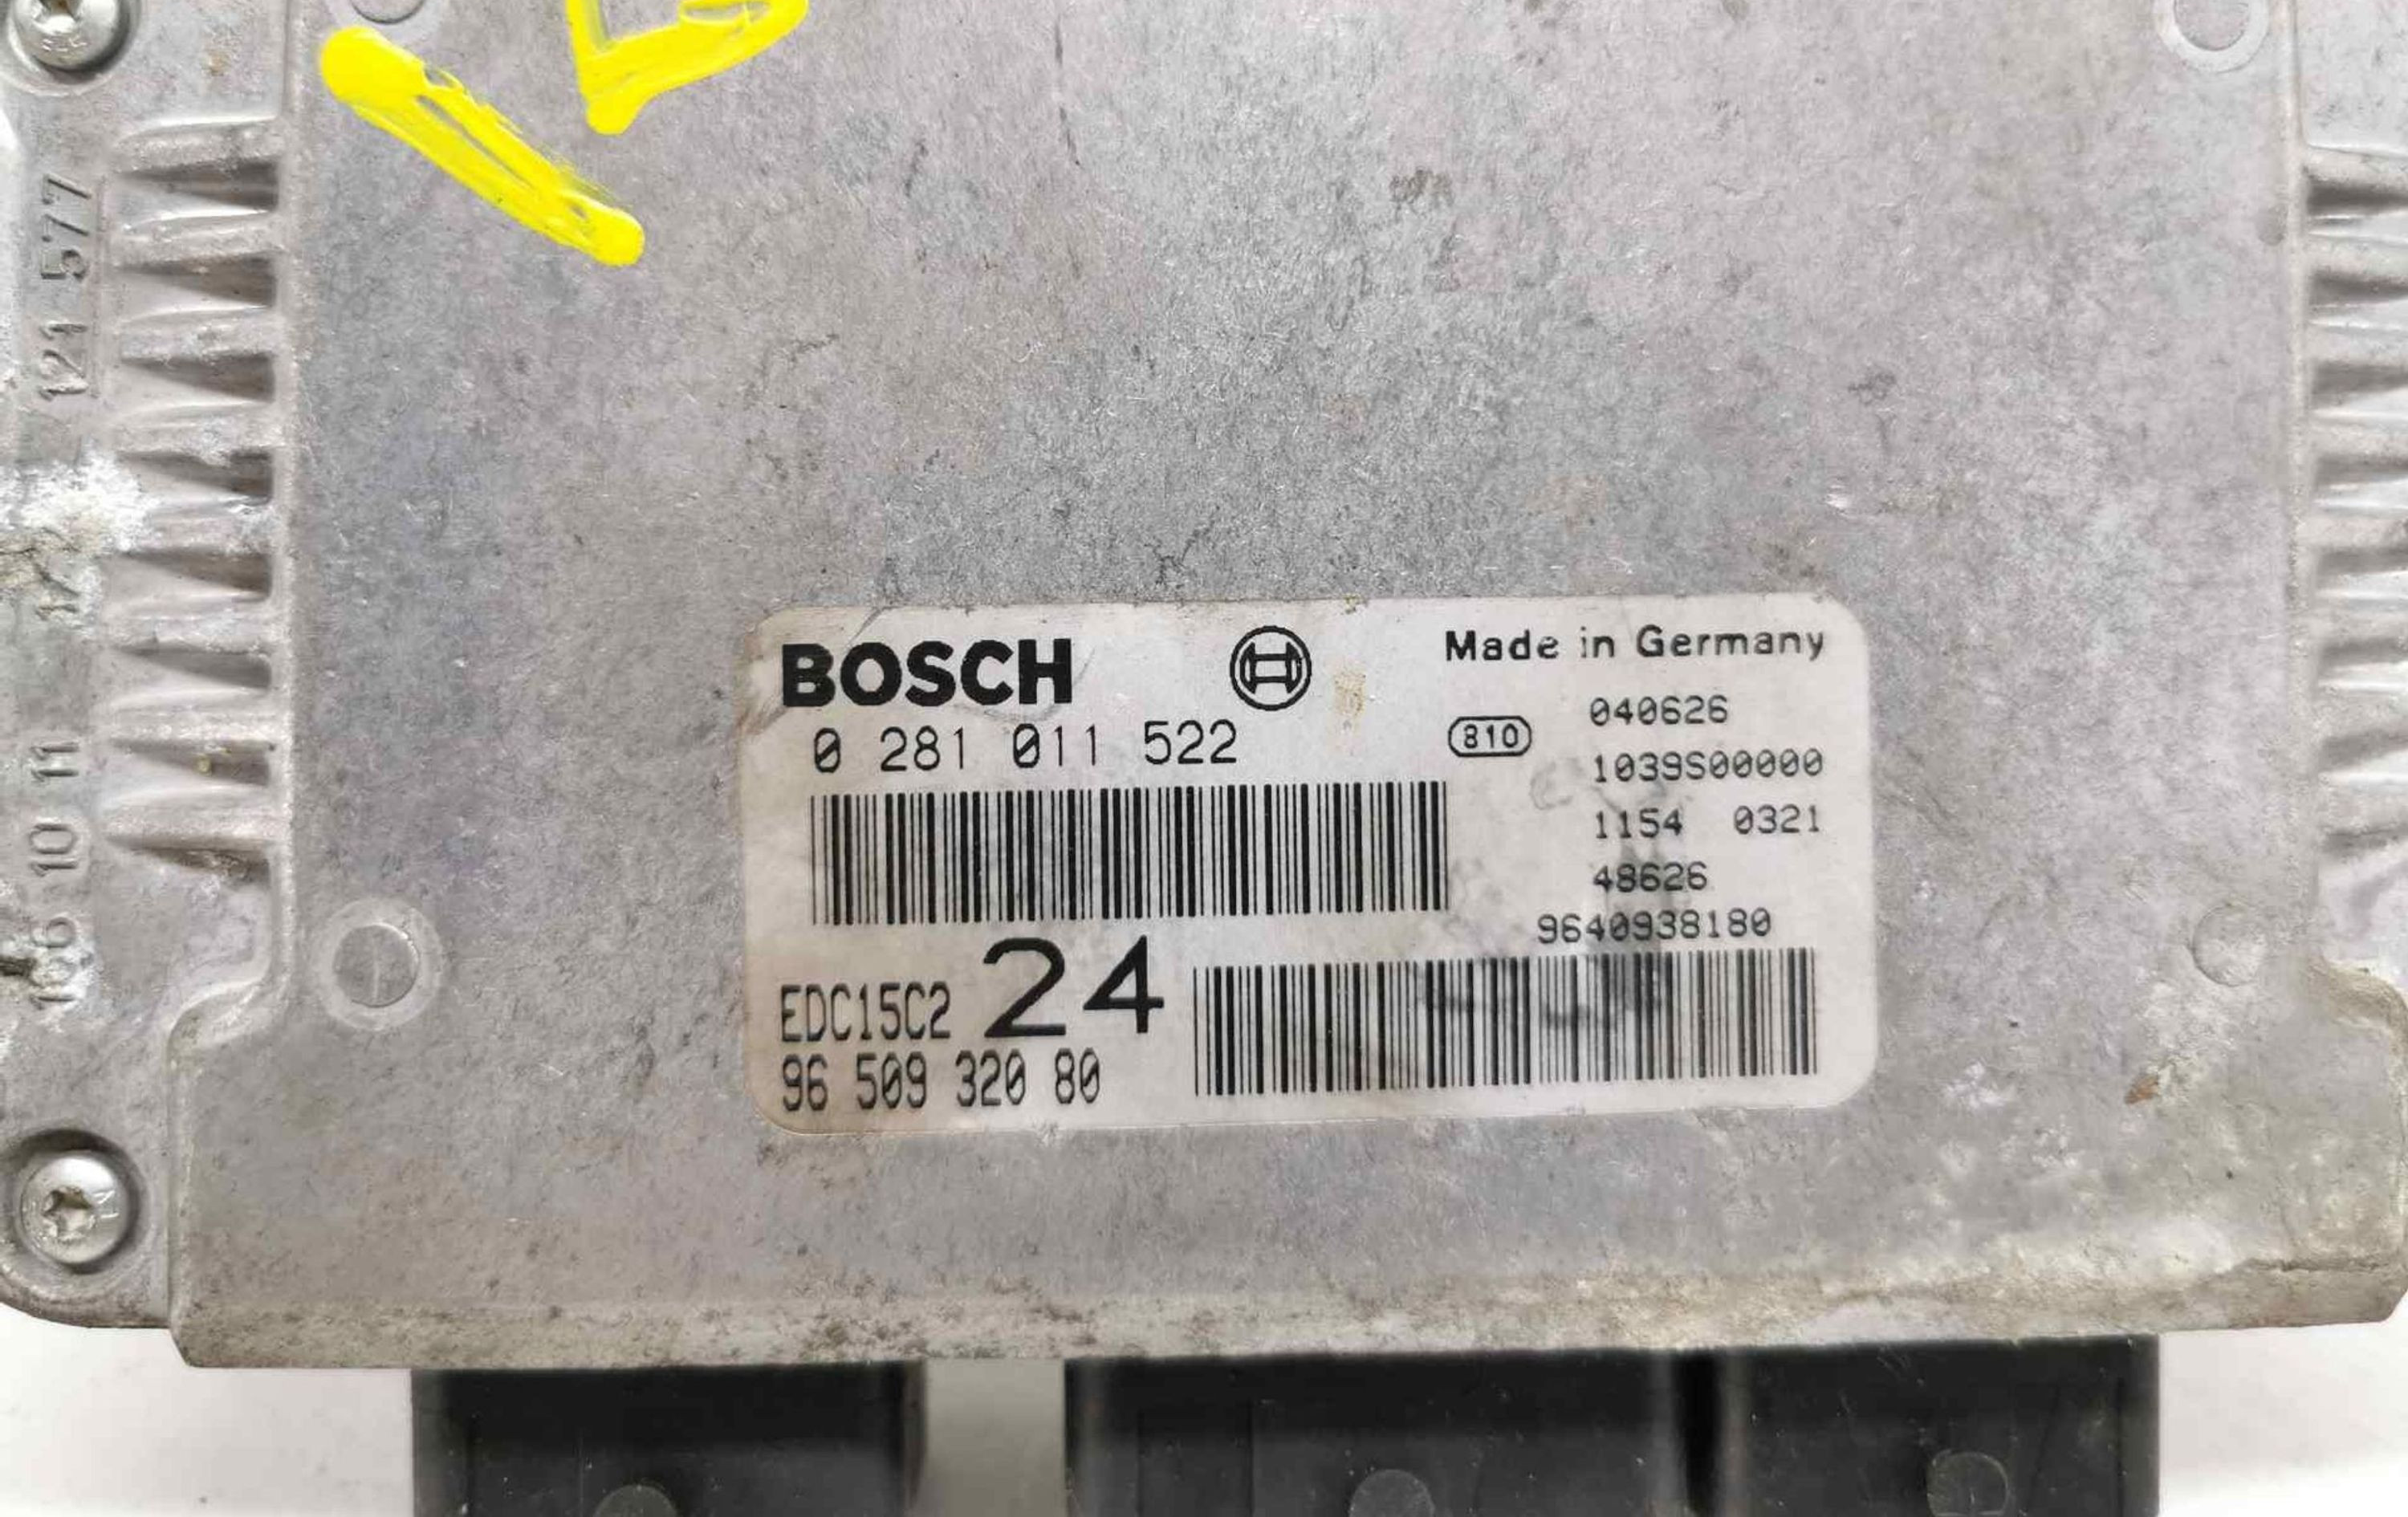 121 577
10 11
BOSCH
Made in Germany
0 281 011 522
810
040626
1039S00000
1154 0321
48626
9640938180
EDC15C2 24
96 509 320 80